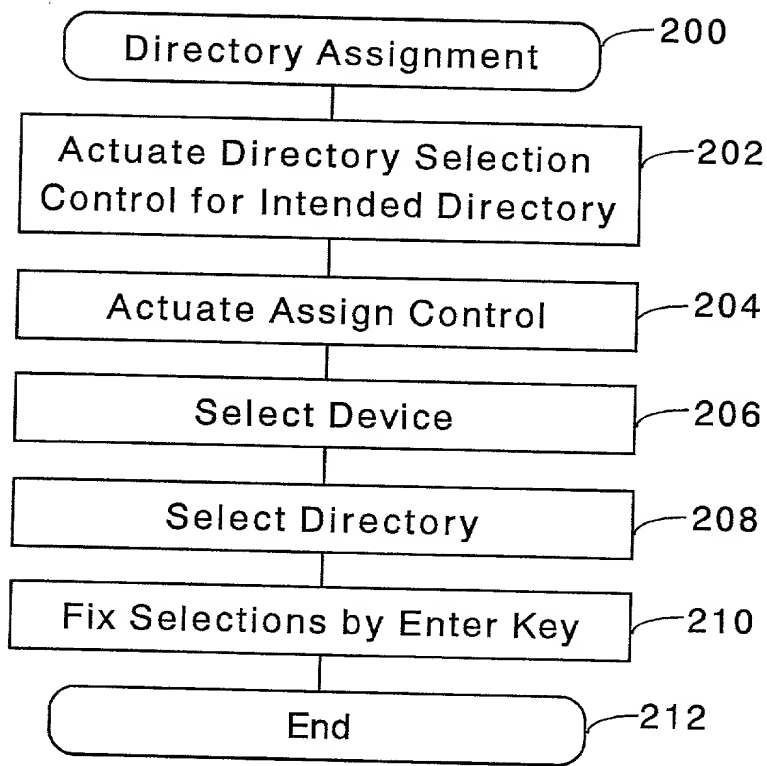 Directory Assignment
200
Actuate Directory Selection
Control for Intended Directory
202
Actuate Assign Control
204
Select Device
206
Select Directory
208
Fix Selections by Enter Key
210
End
212